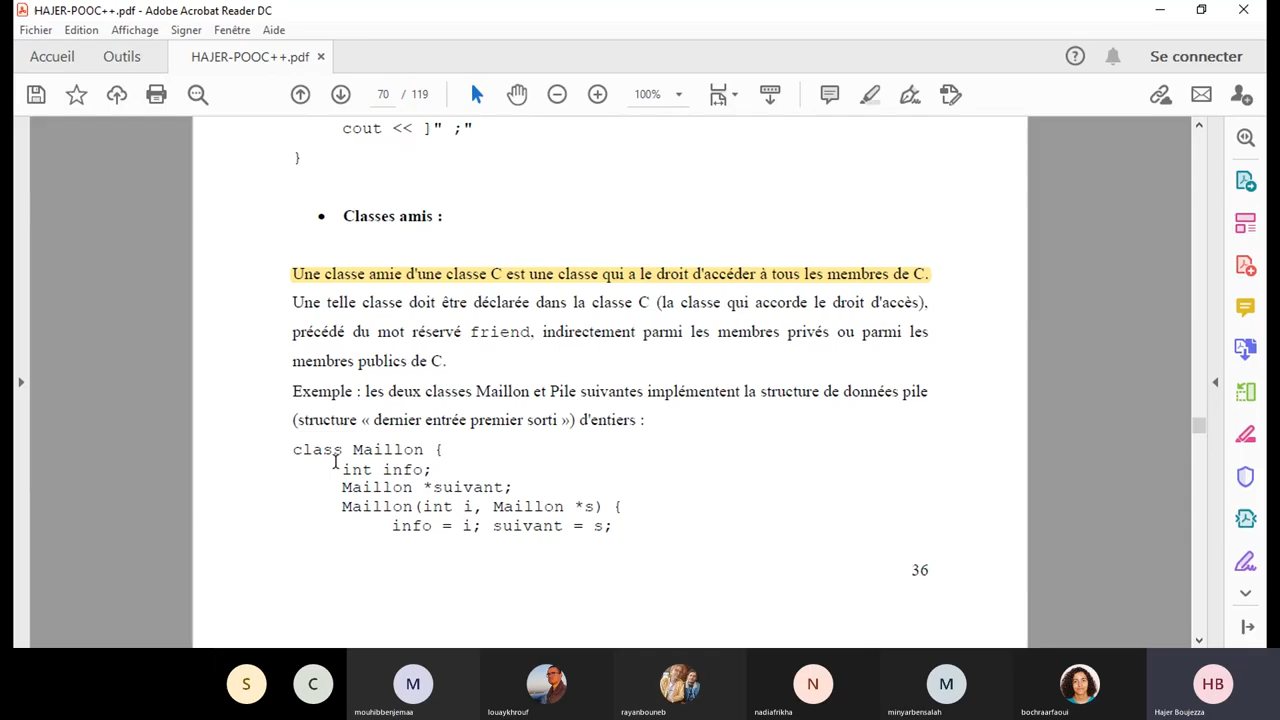 HAJER-POOC++.pdf - Adobe Acrobat Reader DC
Fichier Edition Affichage Signer Fenêtre Aide
Accueil Outils HAJER-POOC++.pdf × Se connecter
70 / 119 100%
cout << ]" ;"
}
• Classes amis :
Une classe amie d'une classe C est une classe qui a le droit d'accéder à tous les membres de C.
Une telle classe doit être déclarée dans la classe C (la classe qui accorde le droit d'accès),
précédé du mot réservé friend, indirectement parmi les membres privés ou parmi les
membres publics de C.
Exemple : les deux classes Maillon et Pile suivantes implémentent la structure de données pile
(structure « dernier entrée premier sorti ») d'entiers :
class Maillon {
int info;
Maillon *suivant;
Maillon(int i, Maillon *s) {
info = i; suivant = s;
36
S C M N M HB
mouhibbenjemaa louaykhrouf rayanbouneb nadiafrikha minyarbensalah bochraarfaoui Hajer Boujezza